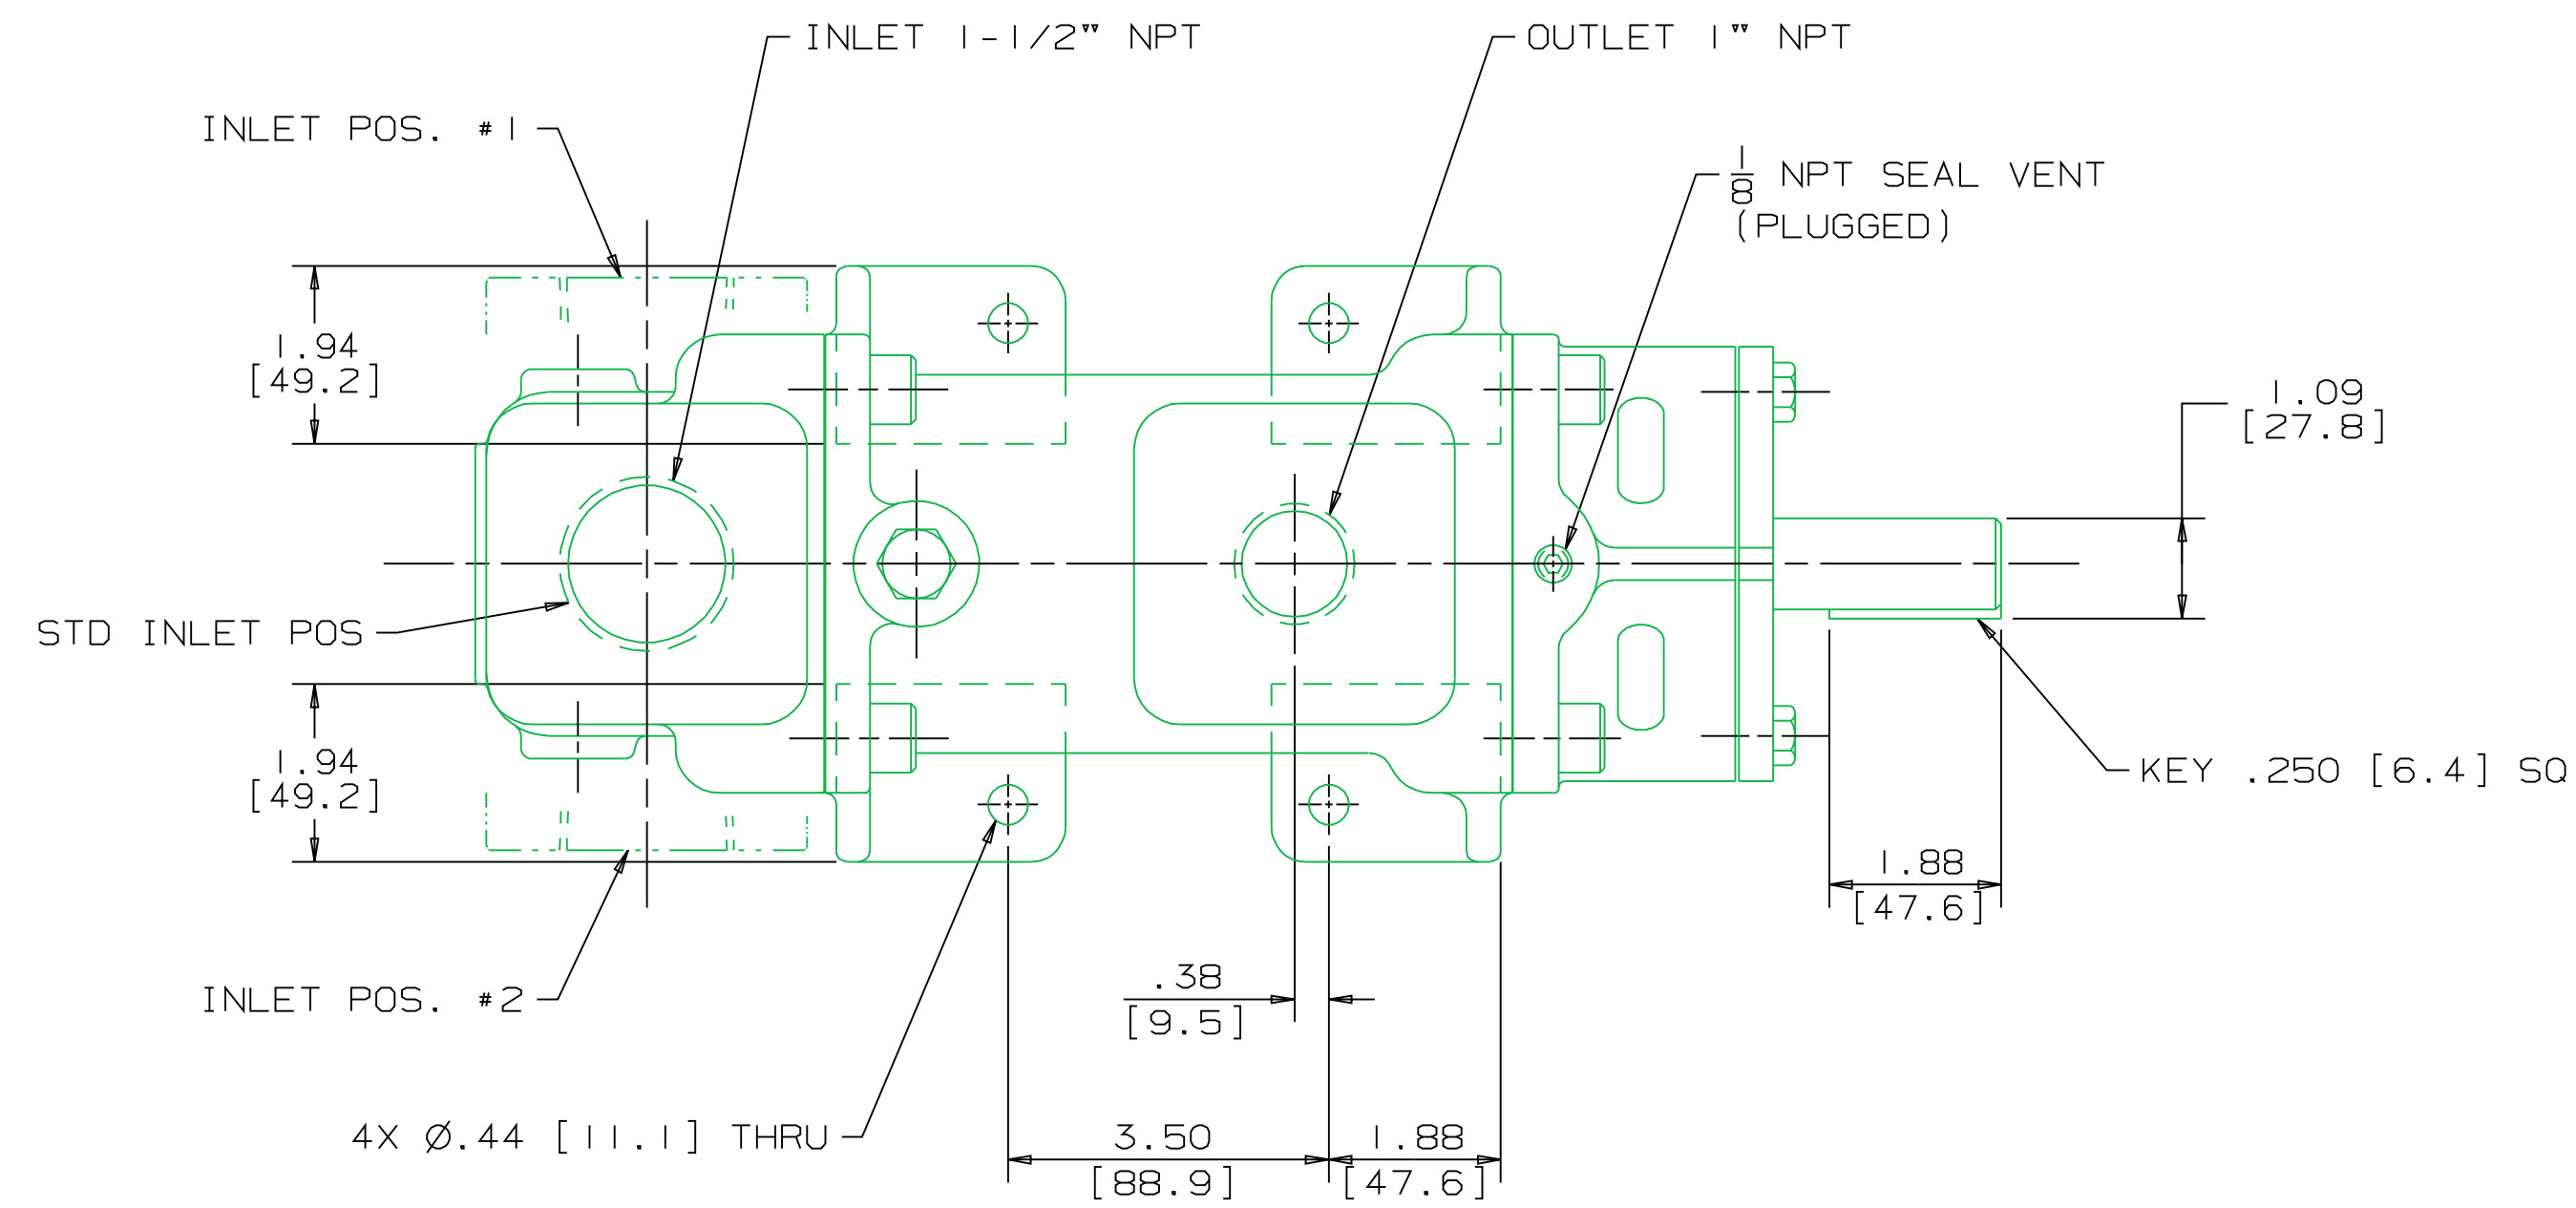 INLET 1-1/2" NPT
OUTLET 1" NPT
INLET POS. #1
1/8 NPT SEAL VENT
(PLUGGED)
1.94
[49.2]
1.09
[27.8]
STD INLET POS
1.94
[49.2]
KEY .250 [6.4] SQ
1.88
[47.6]
INLET POS. #2
.38
[9.5]
4X Ø.44 [11.1] THRU
3.50
[88.9]
1.88
[47.6]